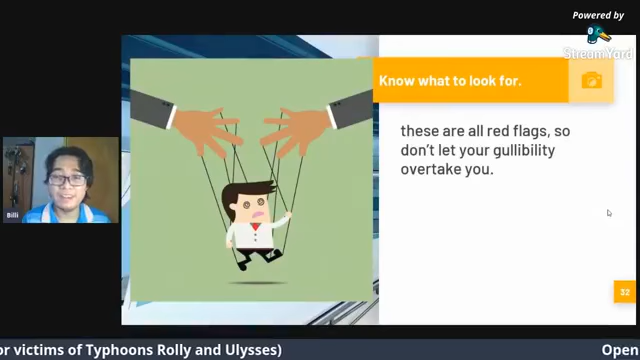 Powered by
StreamYard
Know what to look for.
these are all red flags, so
don't let your gullibility
overtake you.
Billi
32
or victims of Typhoons Rolly and Ulysses)
Open